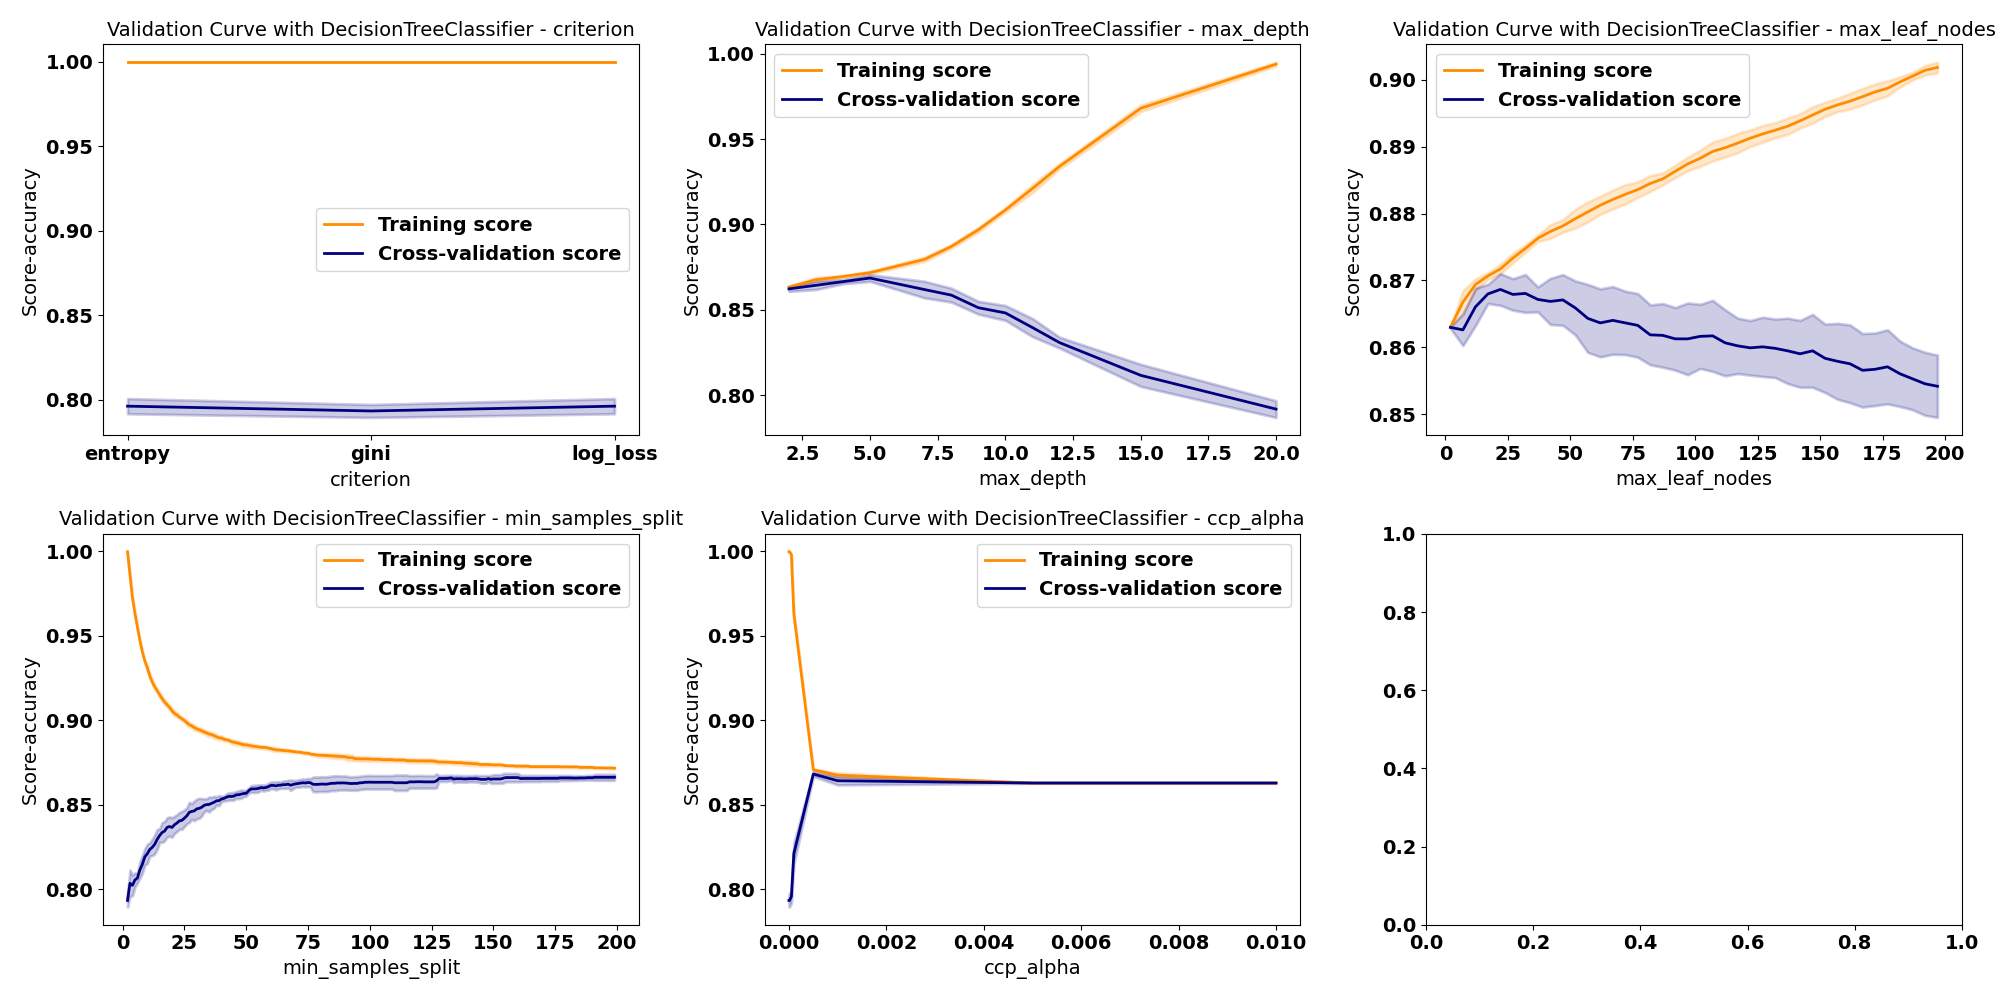 Validation Curve with DecisionTreeClassifier - criterion
1.00
0.95
0.90
0.85
0.80
Score-accuracy
Training score
Cross-validation score
entropy gini log_loss
criterion
Validation Curve with DecisionTreeClassifier - max_depth
1.00
0.95
0.90
0.85
0.80
Score-accuracy
Training score
Cross-validation score
2.5 5.0 7.5 10.0 12.5 15.0 17.5 20.0
max_depth
Validation Curve with DecisionTreeClassifier - max_leaf_nodes
0.90
0.89
0.88
0.87
0.86
0.85
Score-accuracy
Training score
Cross-validation score
0 25 50 75 100 125 150 175 200
max_leaf_nodes
Validation Curve with DecisionTreeClassifier - min_samples_split
1.00
0.95
0.90
0.85
0.80
Score-accuracy
Training score
Cross-validation score
0 25 50 75 100 125 150 175 200
min_samples_split
Validation Curve with DecisionTreeClassifier - ccp_alpha
1.00
0.95
0.90
0.85
0.80
Score-accuracy
Training score
Cross-validation score
0.000 0.002 0.004 0.006 0.008 0.010
ccp_alpha
1.0
0.8
0.6
0.4
0.2
0.0
0.0 0.2 0.4 0.6 0.8 1.0